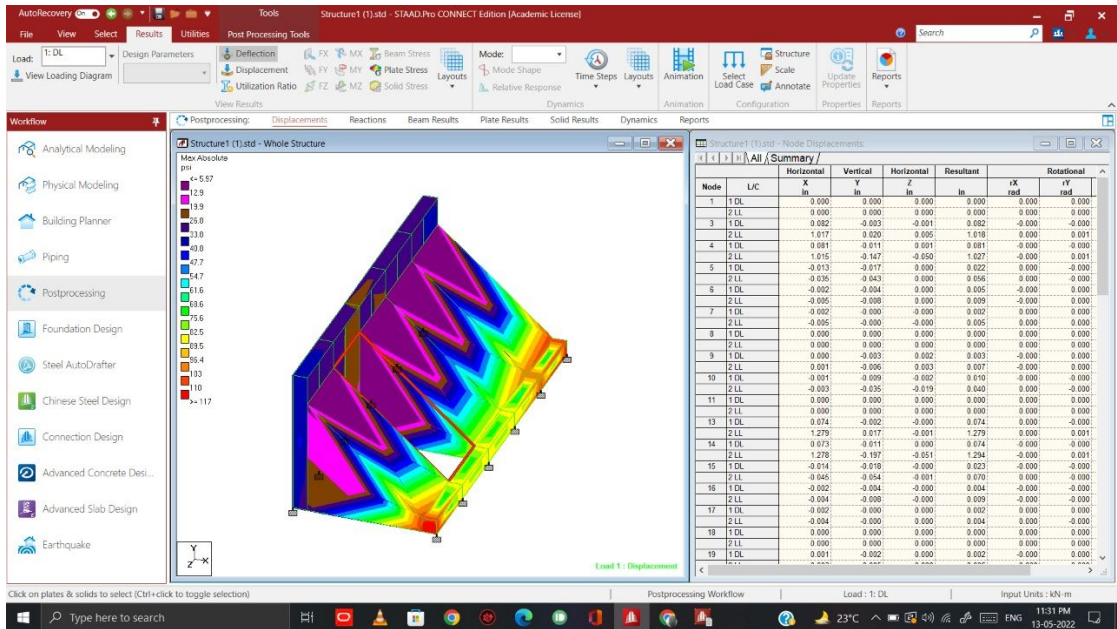 AutoRecovery On Tools Structure1 (1).std - STAAD.Pro CONNECT Edition [Academic License]
File View Select Results Utilities Post Processing Tools Search
Load: 1: DL Design Parameters
View Loading Diagram
Deflection FX MX Beam Stress
Displacement FY MY Plate Stress
Utilization Ratio FZ MZ Solid Stress
Layouts
View Results
Mode:
Mode Shape
Relative Response
Time Steps Layouts
Dynamics
Animation
Animation
Select Load Case
Structure
Scale
Annotate
Configuration
Update Properties
Properties
Reports
Reports
Workflow
Postprocessing: Displacements Reactions Beam Results Plate Results Solid Results Dynamics Reports
Analytical Modeling
Physical Modeling
Building Planner
Piping
Postprocessing
Foundation Design
Steel AutoDrafter
Chinese Steel Design
Connection Design
Advanced Concrete Desi...
Advanced Slab Design
Earthquake
Structure1 (1).std - Whole Structure
Max Absolute
psi
<= 5.97
12.9
19.9
26.8
33.8
40.8
47.7
54.7
61.6
68.6
75.6
82.5
89.5
96.4
103
110
>= 117
Y
X
Z
Load 1 : Displacement
Structure1 (1).std - Node Displacements:
All Summary
Horizontal Vertical Horizontal Resultant Rotational
Node L/C X in Y in Z in in rX rad rY rad
1 1 DL 0.000 0.000 0.000 0.000 0.000 0.000
2 LL 0.000 0.000 0.000 0.000 0.000 0.000
3 1 DL 0.082 -0.003 -0.001 0.082 -0.000 0.000
2 LL 1.017 0.020 0.005 1.018 -0.000 0.001
4 1 DL 0.081 -0.011 0.001 0.081 -0.000 -0.000
2 LL 1.015 -0.147 -0.050 1.027 -0.000 0.001
5 1 DL -0.013 -0.017 0.000 0.022 -0.000 -0.000
2 LL -0.035 -0.043 0.000 0.056 -0.000 0.000
6 1 DL -0.002 -0.004 0.000 0.005 -0.000 0.000
2 LL -0.005 -0.008 0.000 0.009 -0.000 0.000
7 1 DL -0.002 -0.000 -0.000 0.002 0.000 0.000
2 LL -0.005 -0.000 -0.000 0.005 0.000 0.000
8 1 DL 0.000 0.000 0.000 0.000 0.000 0.000
2 LL 0.000 0.000 0.000 0.000 0.000 0.000
9 1 DL 0.000 -0.003 0.002 0.003 -0.000 0.000
2 LL 0.001 -0.006 0.003 0.007 -0.000 0.000
10 1 DL -0.001 -0.009 -0.002 0.010 -0.000 -0.000
2 LL -0.003 -0.035 -0.019 0.040 -0.000 0.000
11 1 DL 0.000 0.000 0.000 0.000 0.000 0.000
2 LL 0.000 0.000 0.000 0.000 0.000 0.000
13 1 DL 0.074 -0.002 -0.000 0.074 -0.000 0.000
2 LL 1.279 0.017 -0.001 1.279 0.000 0.001
14 1 DL 0.073 -0.011 0.000 0.074 -0.000 0.000
2 LL 1.278 -0.197 -0.051 1.294 -0.000 0.001
15 1 DL -0.014 -0.018 -0.000 0.023 -0.000 -0.000
2 LL -0.045 -0.054 -0.001 0.070 -0.000 -0.000
16 1 DL -0.002 -0.004 -0.000 0.004 -0.000 0.000
2 LL -0.004 -0.008 -0.000 0.009 -0.000 0.000
17 1 DL -0.002 -0.000 0.000 0.002 0.000 0.000
2 LL -0.004 -0.000 0.000 0.004 0.000 -0.000
18 1 DL 0.000 0.000 0.000 0.000 0.000 0.000
2 LL 0.000 0.000 0.000 0.000 0.000 0.000
19 1 DL 0.001 -0.002 0.000 0.002 -0.000 0.000
Click on plates & solids to select (Ctrl+click to toggle selection) Postprocessing Workflow Load : 1: DL Input Units : kN-m
Type here to search 23°C ENG 11:31 PM
13-05-2022